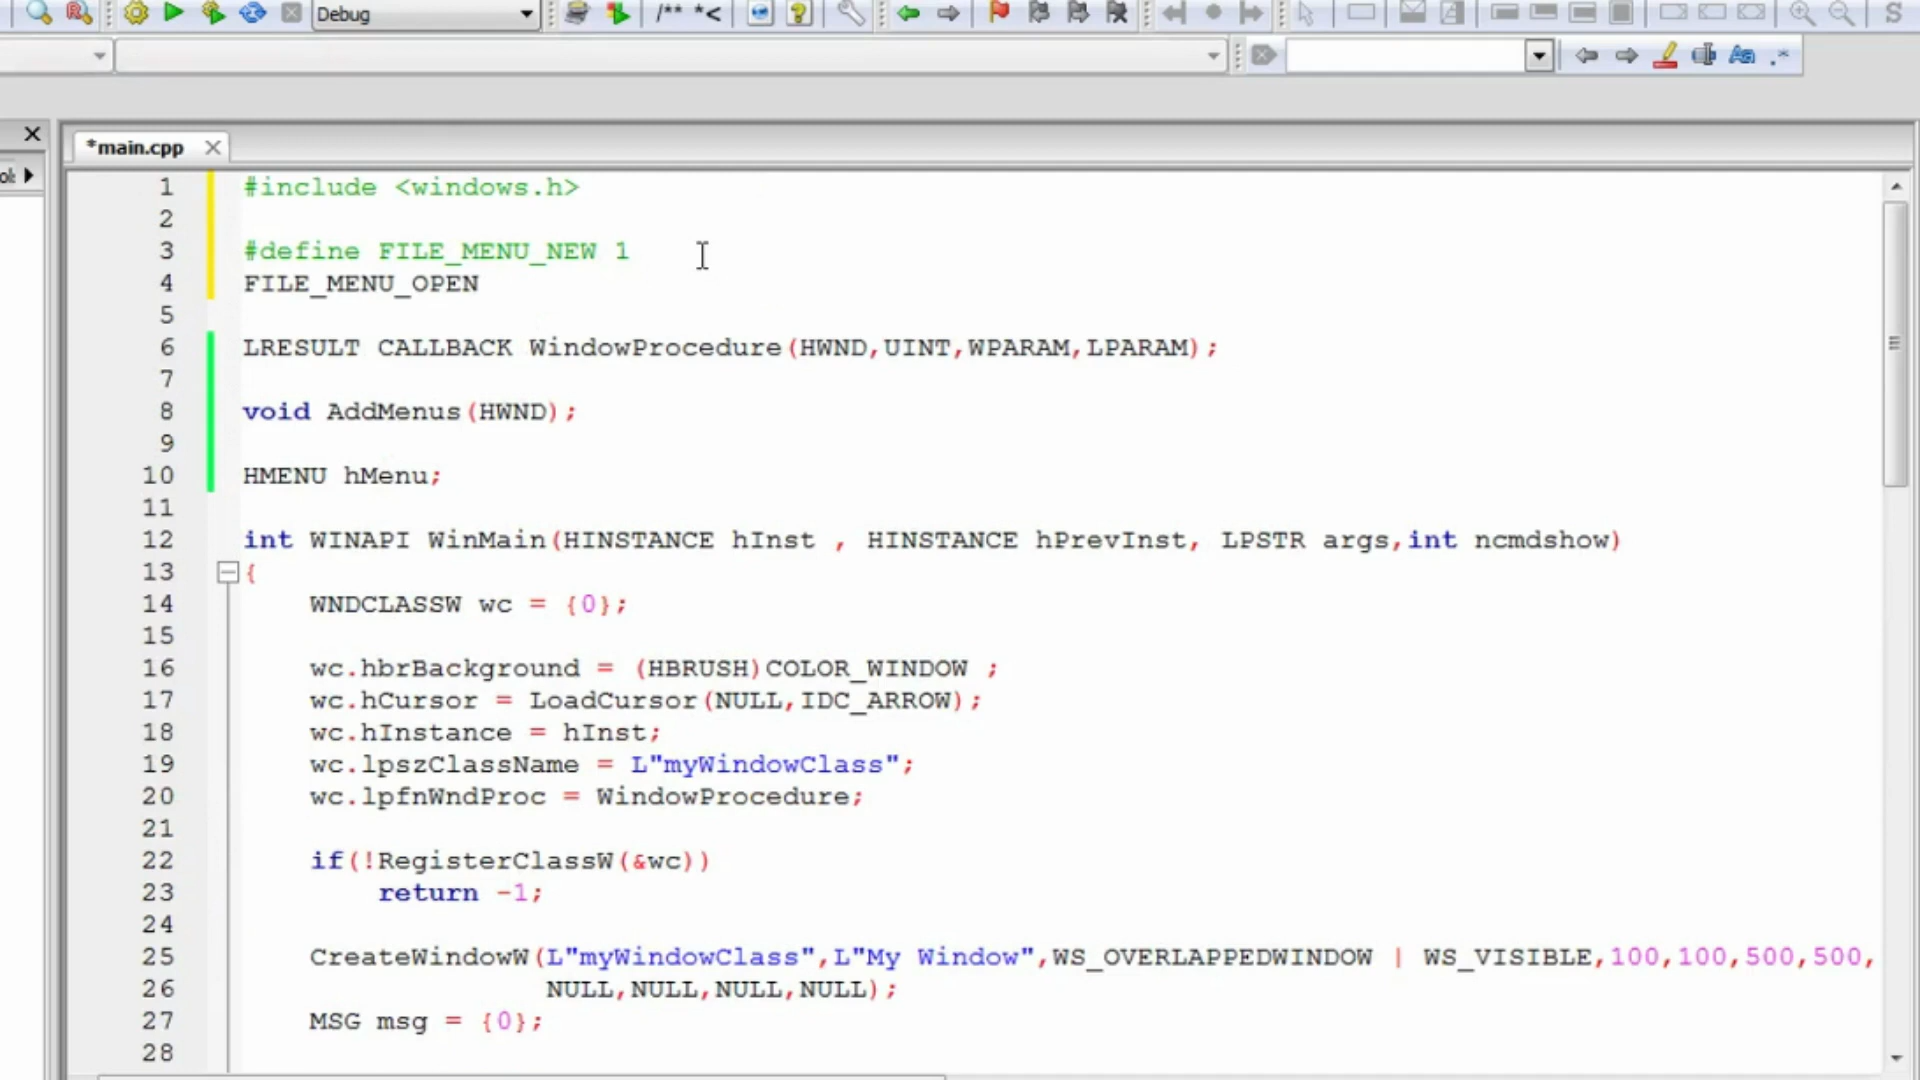 Debug
/** *<
S
Aa .*
*main.cpp
1 #include <windows.h>
2
3 #define FILE_MENU_NEW 1
4 FILE_MENU_OPEN
5
6 LRESULT CALLBACK WindowProcedure(HWND,UINT,WPARAM,LPARAM);
7
8 void AddMenus(HWND);
9
10 HMENU hMenu;
11
12 int WINAPI WinMain(HINSTANCE hInst , HINSTANCE hPrevInst, LPSTR args,int ncmdshow)
13 {
14 WNDCLASSW wc = {0};
15
16 wc.hbrBackground = (HBRUSH)COLOR_WINDOW ;
17 wc.hCursor = LoadCursor(NULL,IDC_ARROW);
18 wc.hInstance = hInst;
19 wc.lpszClassName = L"myWindowClass";
20 wc.lpfnWndProc = WindowProcedure;
21
22 if(!RegisterClassW(&wc))
23 return -1;
24
25 CreateWindowW(L"myWindowClass",L"My Window",WS_OVERLAPPEDWINDOW | WS_VISIBLE,100,100,500,500,
26 NULL,NULL,NULL,NULL);
27 MSG msg = {0};
28